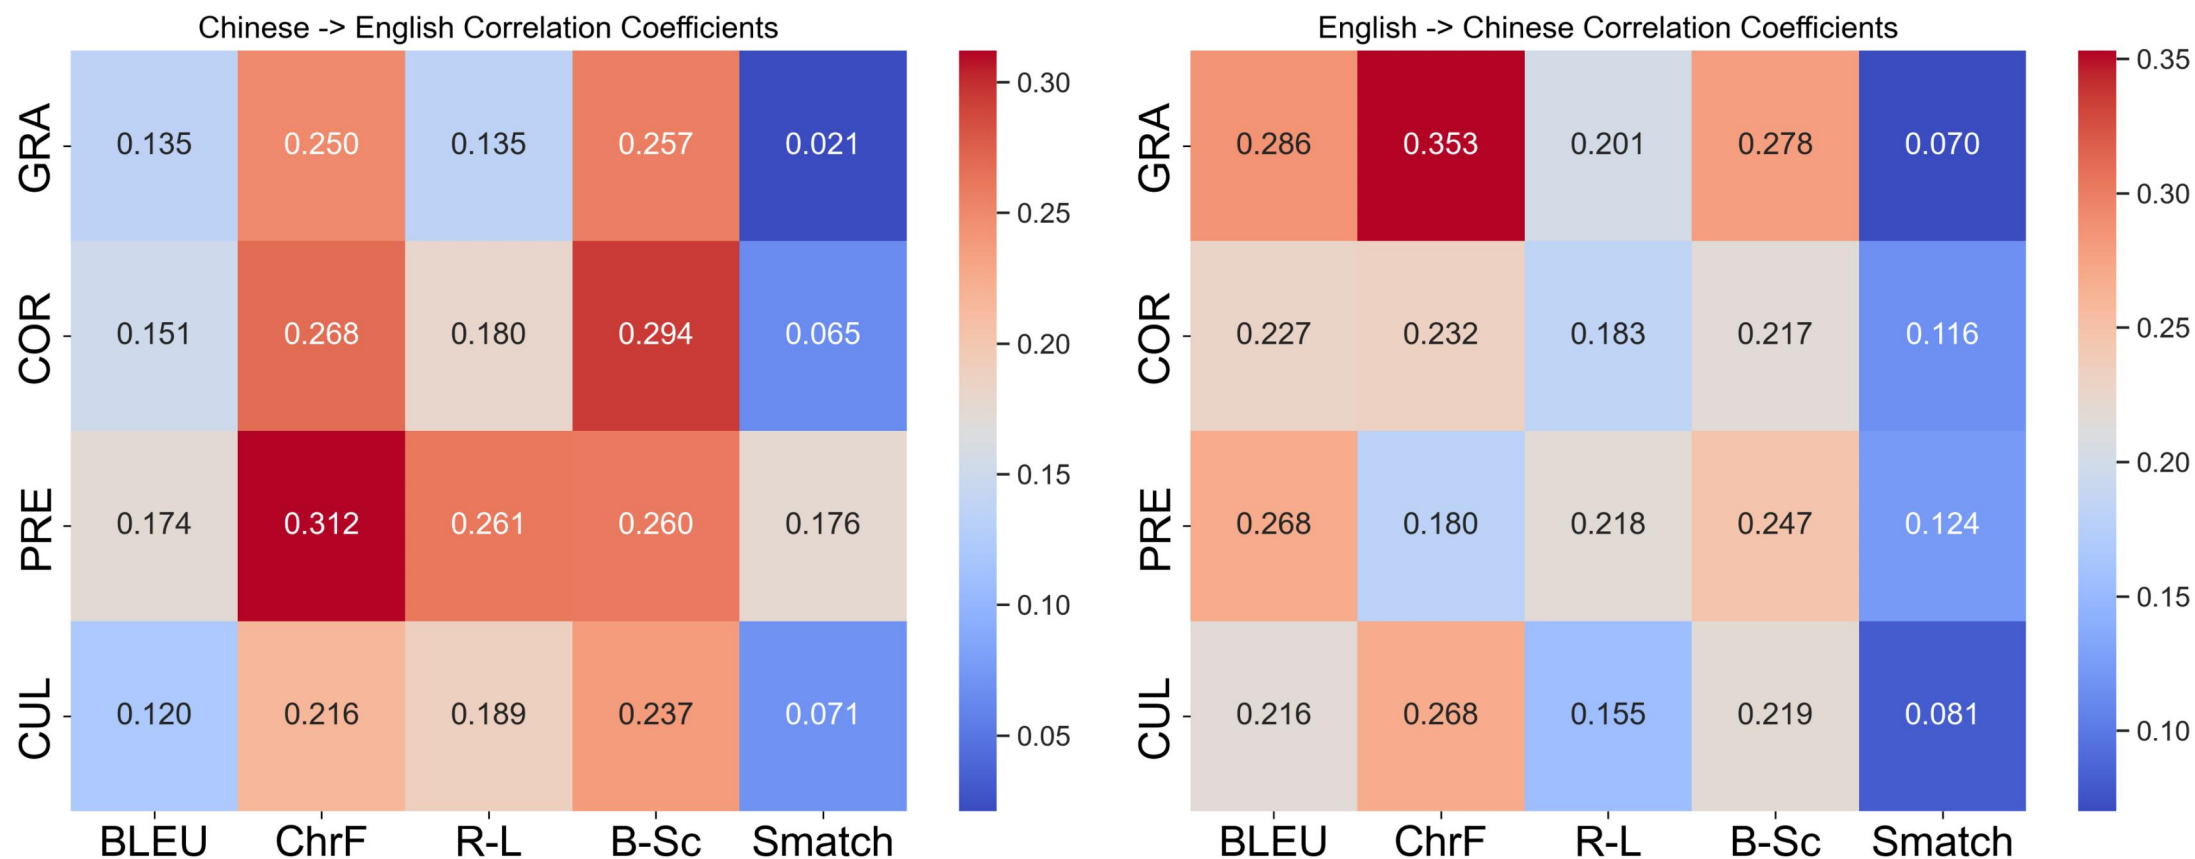 Chinese -> English Correlation Coefficients
GRA 0.135 0.250 0.135 0.257 0.021
COR 0.151 0.268 0.180 0.294 0.065
PRE 0.174 0.312 0.261 0.260 0.176
CUL 0.120 0.216 0.189 0.237 0.071
BLEU ChrF R-L B-Sc Smatch
0.30
0.25
0.20
0.15
0.10
0.05
English -> Chinese Correlation Coefficients
GRA 0.286 0.353 0.201 0.278 0.070
COR 0.227 0.232 0.183 0.217 0.116
PRE 0.268 0.180 0.218 0.247 0.124
CUL 0.216 0.268 0.155 0.219 0.081
BLEU ChrF R-L B-Sc Smatch
0.35
0.30
0.25
0.20
0.15
0.10